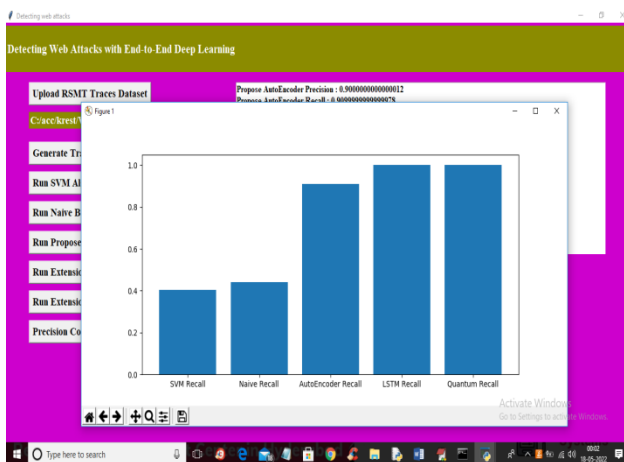 Detecting web attacks
Detecting Web Attacks with End-to-End Deep Learning
Upload RSMT Traces Dataset
Propose AutoEncoder Precision : 0.9000000000000012
Propose AutoEncoder Recall : 0.9099999999999978
C:/acc/krest/
Figure 1
Generate Tr
Run SVM Al
Run Naive B
Run Propose
Run Extensio
Run Extensio
Precision Co
1.0
0.8
0.6
0.4
0.2
0.0
SVM Recall
Naive Recall
AutoEncoder Recall
LSTM Recall
Quantum Recall
Activate Windows
Go to Settings to activate Windows.
Type here to search
00:02
18-05-2022